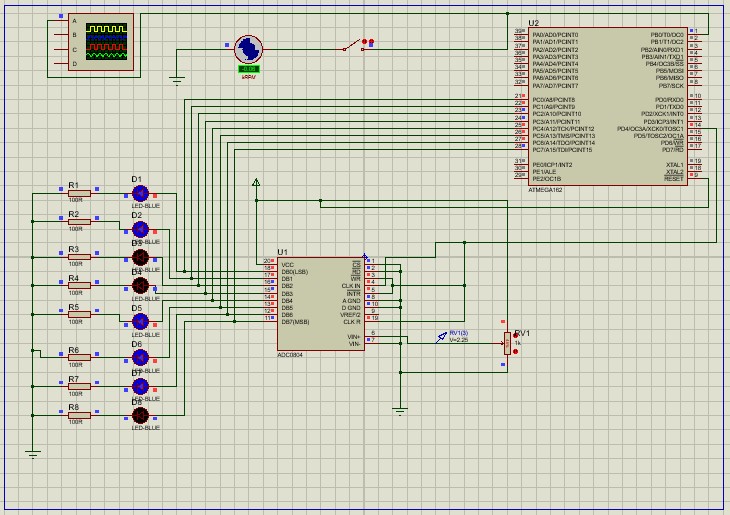 A
B
C
D
kRPM
U2
39 PA0/AD0/PCINT0
38 PA1/AD1/PCINT1
37 PA2/AD2/PCINT2
36 PA3/AD3/PCINT3
35 PA4/AD4/PCINT4
34 PA5/AD5/PCINT5
33 PA6/AD6/PCINT6
32 PA7/AD7/PCINT7
21 PC0/A8/PCINT8
22 PC1/A9/PCINT9
23 PC2/A10/PCINT10
24 PC3/A11/PCINT11
25 PC4/A12/TCK/PCINT12
26 PC5/A13/TMS/PCINT13
27 PC6/A14/TDO/PCINT14
28 PC7/A15/TDI/PCINT15
31 PE0/ICP1/INT2
30 PE1/ALE
29 PE2/OC1B
PB0/T0/OC0 1
PB1/T1/OC2 2
PB2/AIN0/RXD1 3
PB3/AIN1/TXD1 4
PB4/OC3B/SS 5
PB5/MOSI 6
PB6/MISO 7
PB7/SCK 8
PD0/RXD0 10
PD1/TXD0 11
PD2/XCK1/INT0 12
PD3/ICP3/INT1 13
PD4/OC3A/XCK0/TOSC1 14
PD5/TOSC2/OC1A 15
PD6/WR 16
PD7/RD 17
XTAL1 19
XTAL2 18
RESET 9
ATMEGA162
R1
100R
D1
LED-BLUE
R2
100R
D2
LED-BLUE
R3
100R
D3
LED-BLUE
R4
100R
D4
LED-BLUE
R5
100R
D5
LED-BLUE
R6
100R
D6
LED-BLUE
R7
100R
D7
LED-BLUE
R8
100R
D8
LED-BLUE
U1
20 VCC
18 DB0(LSB)
17 DB1
16 DB2
15 DB3
14 DB4
13 DB5
12 DB6
11 DB7(MSB)
CS 1
RD 2
WR 3
CLK IN 4
INTR 5
A GND 8
D GND 10
VREF/2 9
CLK R 19
VIN+ 6
VIN- 7
ADC0804
RV1(3)
V=2.25
RV1
1k